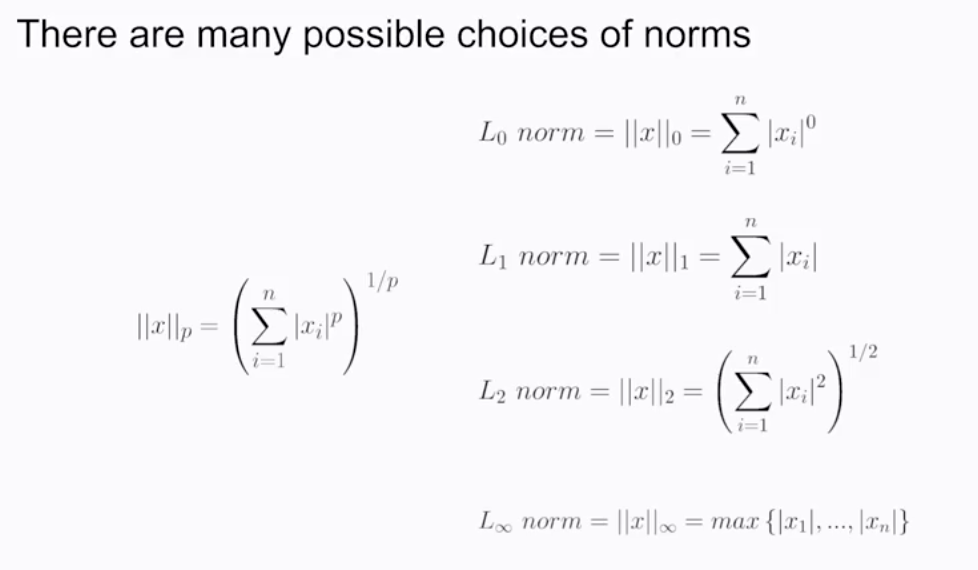 There are many possible choices of norms
$L_0 \ norm = ||x||_0 = \sum_{i=1}^{n} |x_i|^0$
$L_1 \ norm = ||x||_1 = \sum_{i=1}^{n} |x_i|$
$||x||_p = \left( \sum_{i=1}^{n} |x_i|^p \right)^{1/p}$
$L_2 \ norm = ||x||_2 = \left( \sum_{i=1}^{n} |x_i|^2 \right)^{1/2}$
$L_\infty \ norm = ||x||_\infty = max \{|x_1|, ..., |x_n|\}$